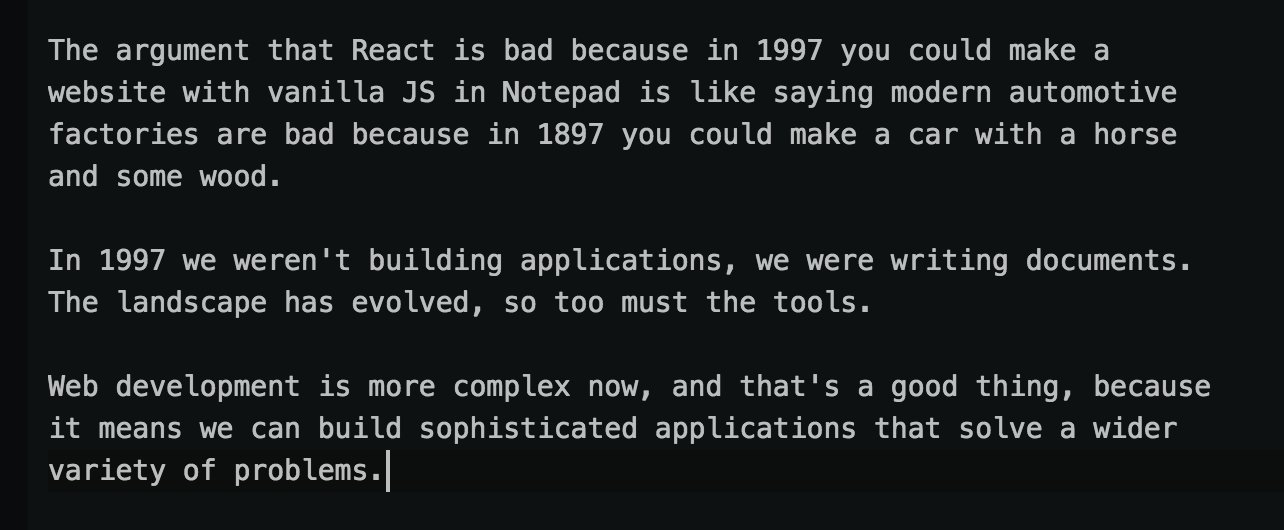 The argument that React is bad because in 1997 you could make a
website with vanilla JS in Notepad is like saying modern automotive
factories are bad because in 1897 you could make a car with a horse
and some wood.
In 1997 we weren't building applications, we were writing documents.
The landscape has evolved, so too must the tools.
Web development is more complex now, and that's a good thing, because
it means we can build sophisticated applications that solve a wider
variety of problems.